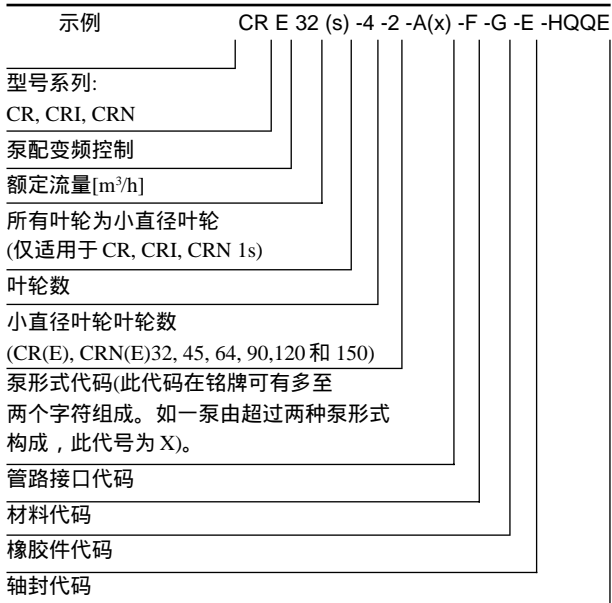 示例 CR E 32 (s) -4 -2 -A(x) -F -G -E -HQQE
型号系列:
CR, CRI, CRN
泵配变频控制
额定流量[m³/h]
所有叶轮为小直径叶轮
(仅适用于 CR, CRI, CRN 1s)
叶轮数
小直径叶轮叶轮数
(CR(E), CRN(E)32, 45, 64, 90,120 和 150)
泵形式代码(此代码在铭牌可有多至
两个字符组成。如一泵由超过两种泵形式
构成，此代号为 X)。
管路接口代码
材料代码
橡胶件代码
轴封代码